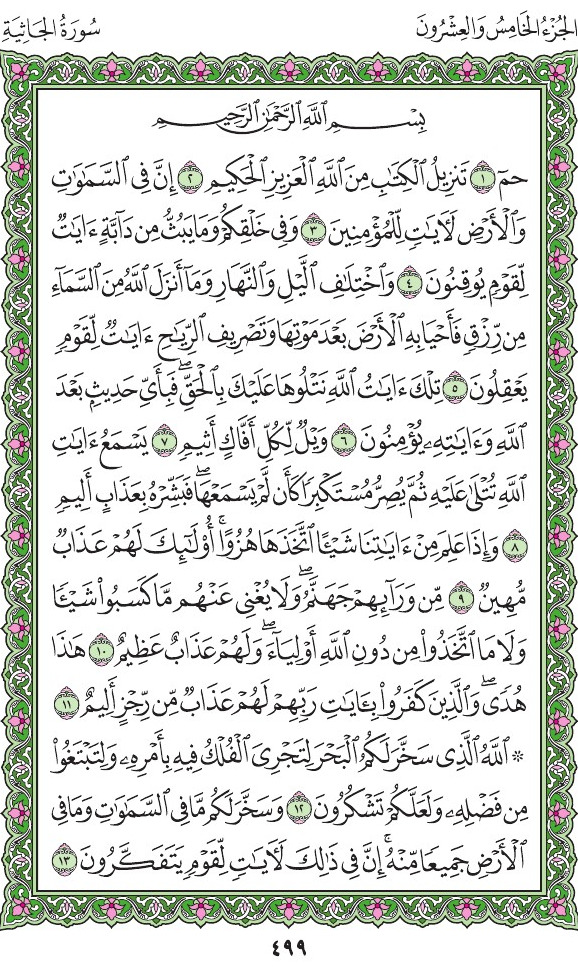 الجزء الخامس والعشرون
سورة الجاثية
بِسْمِ ٱللَّهِ ٱلرَّحْمَٰنِ ٱلرَّحِيمِ
حمٓ ١ تَنزِيلُ ٱلْكِتَٰبِ مِنَ ٱللَّهِ ٱلْعَزِيزِ ٱلْحَكِيمِ ٢ إِنَّ فِى ٱلسَّمَٰوَٰتِ
وَٱلْأَرْضِ لَءَايَٰتٍ لِّلْمُؤْمِنِينَ ٣ وَفِى خَلْقِكُمْ وَمَا يَبُثُّ مِن دَآبَّةٍ ءَايَٰتٌ
لِّقَوْمٍ يُوقِنُونَ ٤ وَٱخْتِلَٰفِ ٱلَّيْلِ وَٱلنَّهَارِ وَمَآ أَنزَلَ ٱللَّهُ مِنَ ٱلسَّمَآءِ
مِن رِّزْقٍ فَأَحْيَا بِهِ ٱلْأَرْضَ بَعْدَ مَوْتِهَا وَتَصْرِيفِ ٱلرِّيَٰحِ ءَايَٰتٌ لِّقَوْمٍ
يَعْقِلُونَ ٥ تِلْكَ ءَايَٰتُ ٱللَّهِ نَتْلُوهَا عَلَيْكَ بِٱلْحَقِّ ۖ فَبِأَىِّ حَدِيثٍۭ بَعْدَ
ٱللَّهِ وَءَايَٰتِهِۦ يُؤْمِنُونَ ٦ وَيْلٌ لِّكُلِّ أَفَّاكٍ أَثِيمٍ ٧ يَسْمَعُ ءَايَٰتِ
ٱللَّهِ تُتْلَىٰ عَلَيْهِ ثُمَّ يُصِرُّ مُسْتَكْبِرًا كَأَن لَّمْ يَسْمَعْهَا ۖ فَبَشِّرْهُ بِعَذَابٍ أَلِيمٍ
٨ وَإِذَا عَلِمَ مِنْ ءَايَٰتِنَا شَيْـًٔا ٱتَّخَذَهَا هُزُوًا ۚ أُو۟لَٰٓئِكَ لَهُمْ عَذَابٌ
مُّهِينٌ ٩ مِّن وَرَآئِهِمْ جَهَنَّمُ ۖ وَلَا يُغْنِى عَنْهُم مَّا كَسَبُوا۟ شَيْـًٔا
وَلَا مَا ٱتَّخَذُوا۟ مِن دُونِ ٱللَّهِ أَوْلِيَآءَ ۖ وَلَهُمْ عَذَابٌ عَظِيمٌ ١٠ هَٰذَا
هُدًى ۖ وَٱلَّذِينَ كَفَرُوا۟ بِـَٔايَٰتِ رَبِّهِمْ لَهُمْ عَذَابٌ مِّن رِّجْزٍ أَلِيمٌ ١١
* ٱللَّهُ ٱلَّذِى سَخَّرَ لَكُمُ ٱلْبَحْرَ لِتَجْرِىَ ٱلْفُلْكُ فِيهِ بِأَمْرِهِۦ وَلِتَبْتَغُوا۟
مِن فَضْلِهِۦ وَلَعَلَّكُمْ تَشْكُرُونَ ١٢ وَسَخَّرَ لَكُم مَّا فِى ٱلسَّمَٰوَٰتِ وَمَا فِى
ٱلْأَرْضِ جَمِيعًا مِّنْهُ ۚ إِنَّ فِى ذَٰلِكَ لَءَايَٰتٍ لِّقَوْمٍ يَتَفَكَّرُونَ ١٣
٤٩٩